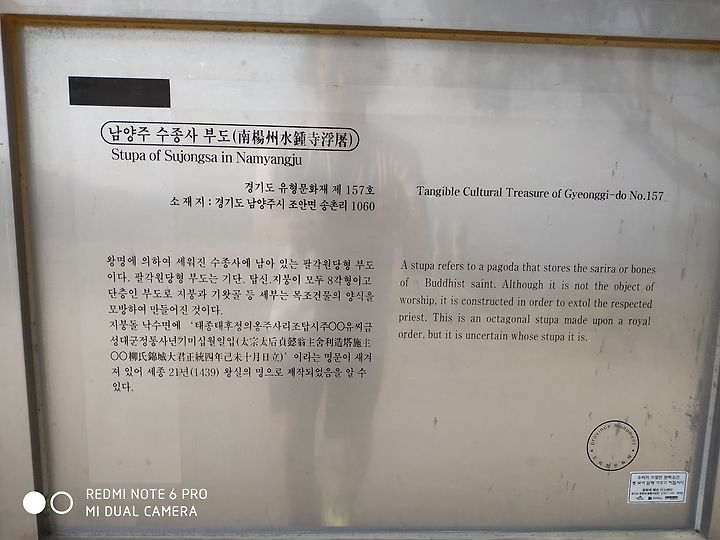 남양주 수종사 부도(南楊州水鍾寺浮屠)
Stupa of Sujongsa in Namyangju
경기도 유형문화재 제 157호
소 재 지 : 경기도 남양주시 조안면 송촌리 1060
Tangible Cultural Treasure of Gyeonggi-do No.157
왕명에 의하여 세워진 수종사에 남아 있는 팔각원당형 부도
이다. 팔각원당형 부도는 기단. 탑신.지붕이 모두 8각형이고
단층인 부도로 지붕과 기왓골 등 세부는 목조건물의 양식을
모방하여 만들어진 것이다.
지붕돌 낙수면에 ‘태종태후정의옹주사리조탑시주○○유씨금
성대군정통사년기미십월일입(太宗太后貞懿翁主舍利造塔施主
○○柳氏錦城大君正統四年己未十月日立)’이라는 명문이 새겨
져 있어 세종 21년(1439) 왕실의 명으로 제작되었음을 알 수
있다.
A stupa refers to a pagoda that stores the sarira or bones
of Buddhist saint. Although it is not the object of
worship, it is constructed in order to extol the respected
priest. This is an octagonal stupa made upon a royal
order, but it is uncertain whose stupa it is.
province monument
REDMI NOTE 6 PRO
MI DUAL CAMERA